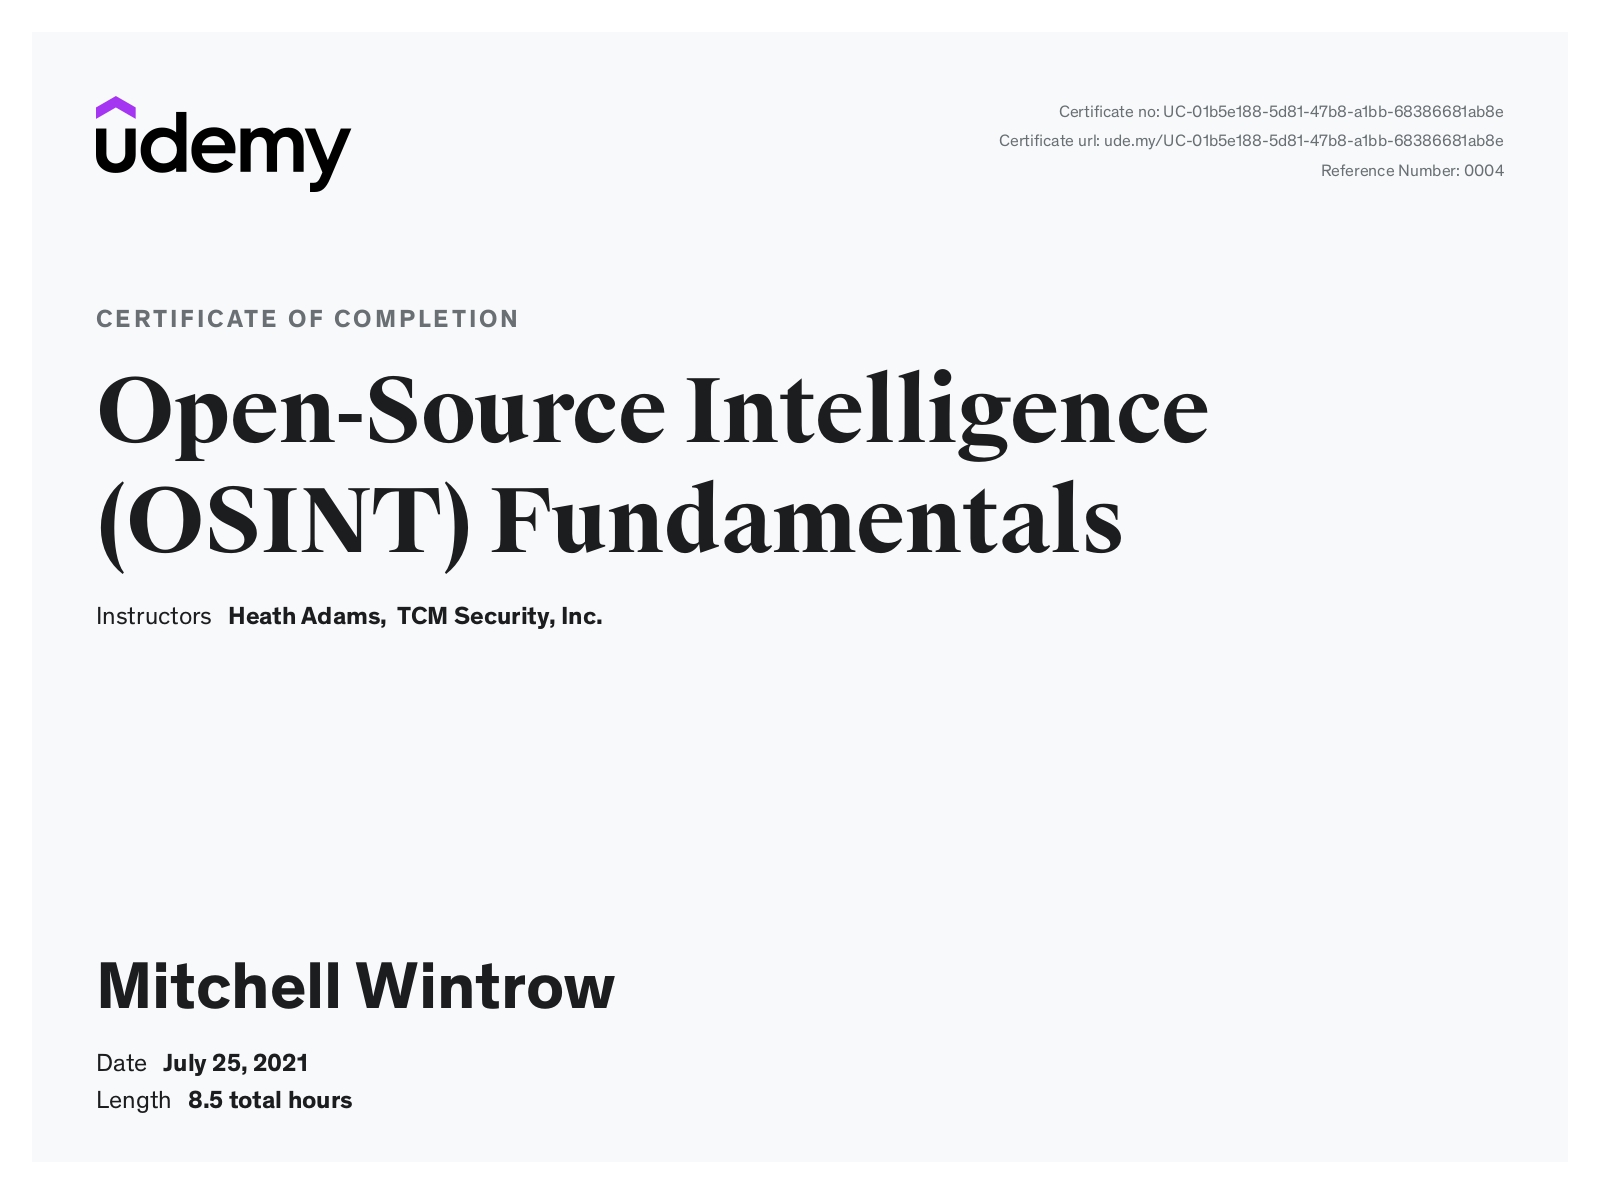 udemy
Certificate no: UC-01b5e188-5d81-47b8-a1bb-68386681ab8e
Certificate url: ude.my/UC-01b5e188-5d81-47b8-a1bb-68386681ab8e
Reference Number: 0004
CERTIFICATE OF COMPLETION
Open-Source Intelligence
(OSINT) Fundamentals
Instructors Heath Adams, TCM Security, Inc.
Mitchell Wintrow
Date July 25, 2021
Length 8.5 total hours